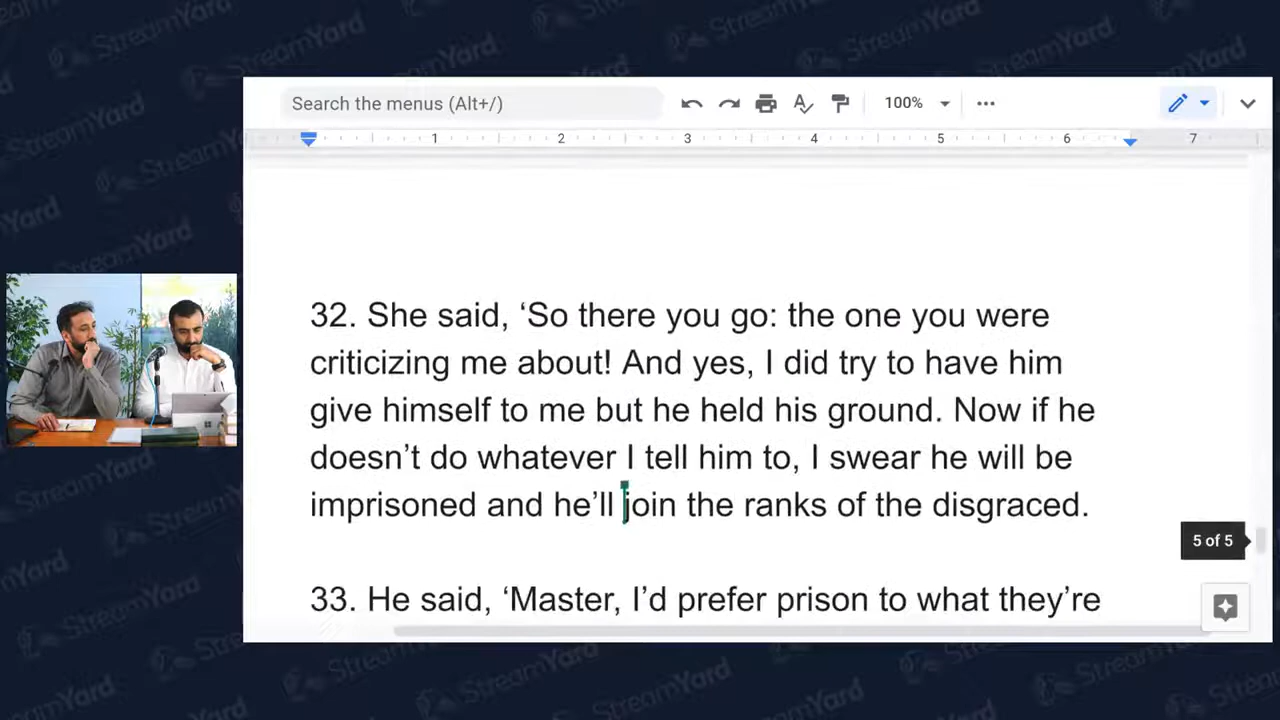 Search the menus (Alt+/)
100%
1 2 3 4 5 6 7
32. She said, ‘So there you go: the one you were
criticizing me about! And yes, I did try to have him
give himself to me but he held his ground. Now if he
doesn’t do whatever I tell him to, I swear he will be
imprisoned and he’ll join the ranks of the disgraced.
5 of 5
33. He said, ‘Master, I’d prefer prison to what they’re
StreamYard